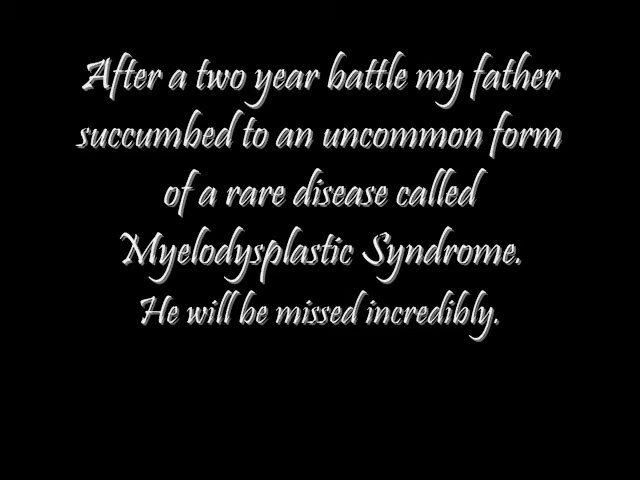 After a two year battle my father
succumbed to an uncommon form
of a rare disease called
Myelodysplastic Syndrome.
He will be missed incredibly.